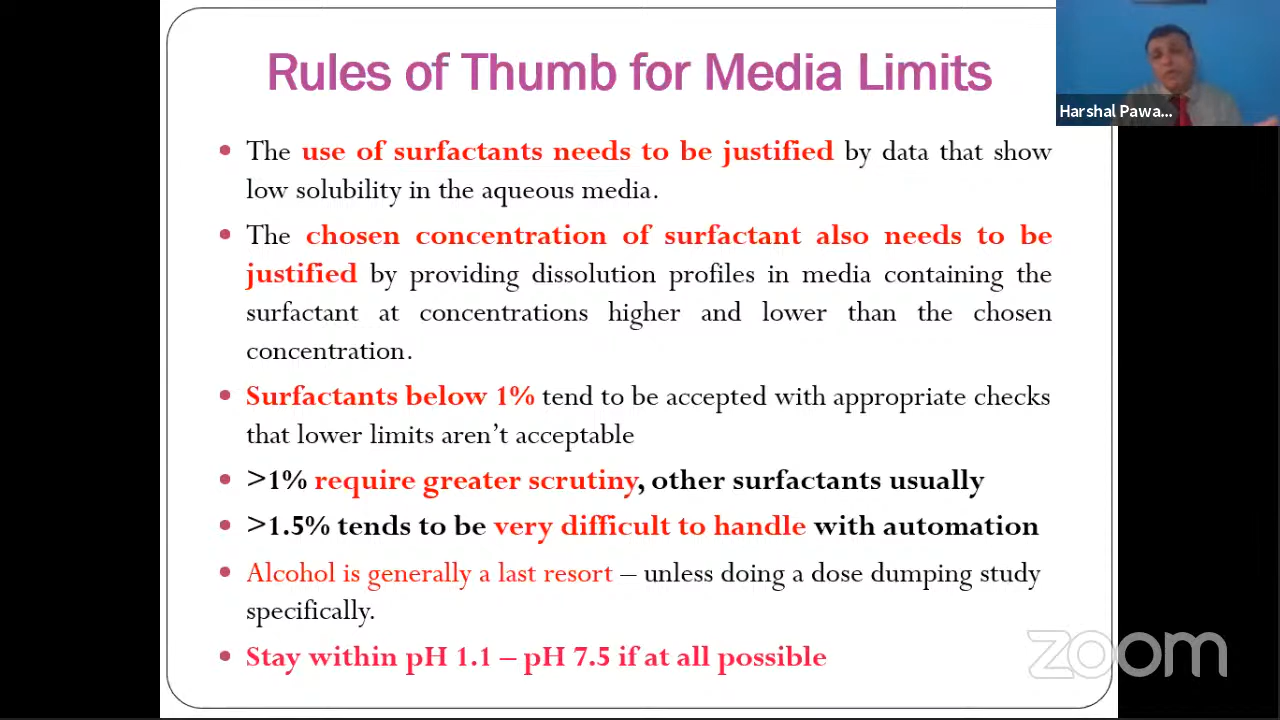 Rules of Thumb for Media Limits
Harshal Pawa...
The use of surfactants needs to be justified by data that show
low solubility in the aqueous media.
The chosen concentration of surfactant also needs to be
justified by providing dissolution profiles in media containing the
surfactant at concentrations higher and lower than the chosen
concentration.
Surfactants below 1% tend to be accepted with appropriate checks
that lower limits aren't acceptable
>1% require greater scrutiny, other surfactants usually
>1.5% tends to be very difficult to handle with automation
Alcohol is generally a last resort – unless doing a dose dumping study
specifically.
Stay within pH 1.1 – pH 7.5 if at all possible
zoom